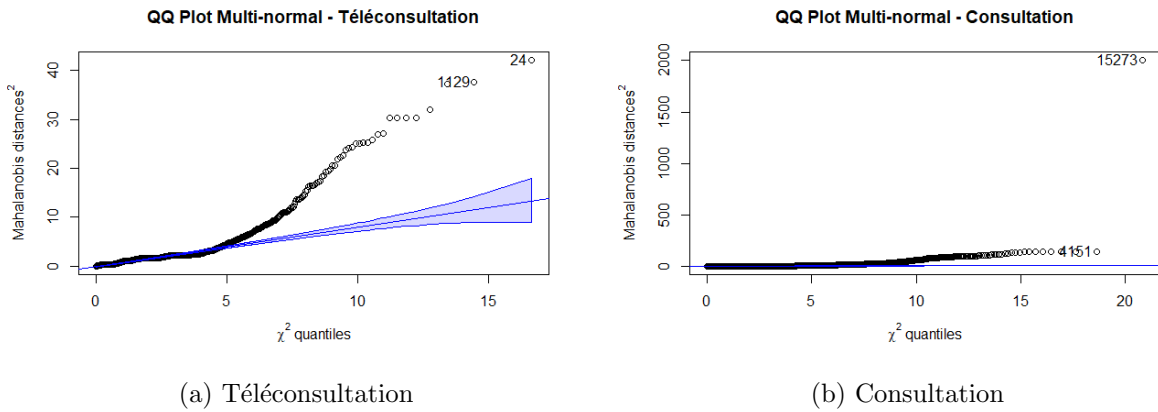 QQ Plot Multi-normal - Téléconsultation
Mahalanobis distances²
40
30
20
10
0
24
1129
0 5 10 15
χ² quantiles
(a) Téléconsultation
QQ Plot Multi-normal - Consultation
Mahalanobis distances²
2000
1500
1000
500
0
15273
4151
0 5 10 15 20
χ² quantiles
(b) Consultation